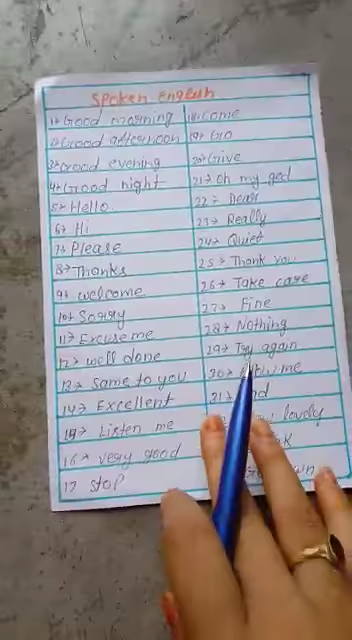 Spoken english
1→ Good morning
Good afternoon
Good evening
4→ Good night
5→ Hello
6→ Hi
7→ Please
8→ Thanks
9→ welcome
10→ Sorry
11→ Excuse me
12→ well done
13→ Same to you
14→ Excellent
Listen me
16→ very good
17 stop
come
19→ Go
20→ Give
21→ Oh my god
22→ Dear
23→ Really
24→ Quiet
25→ Thank you
26→ Take care
27→ Fine
28→ Nothing
29→ Try again
30→ me
31→
lovely